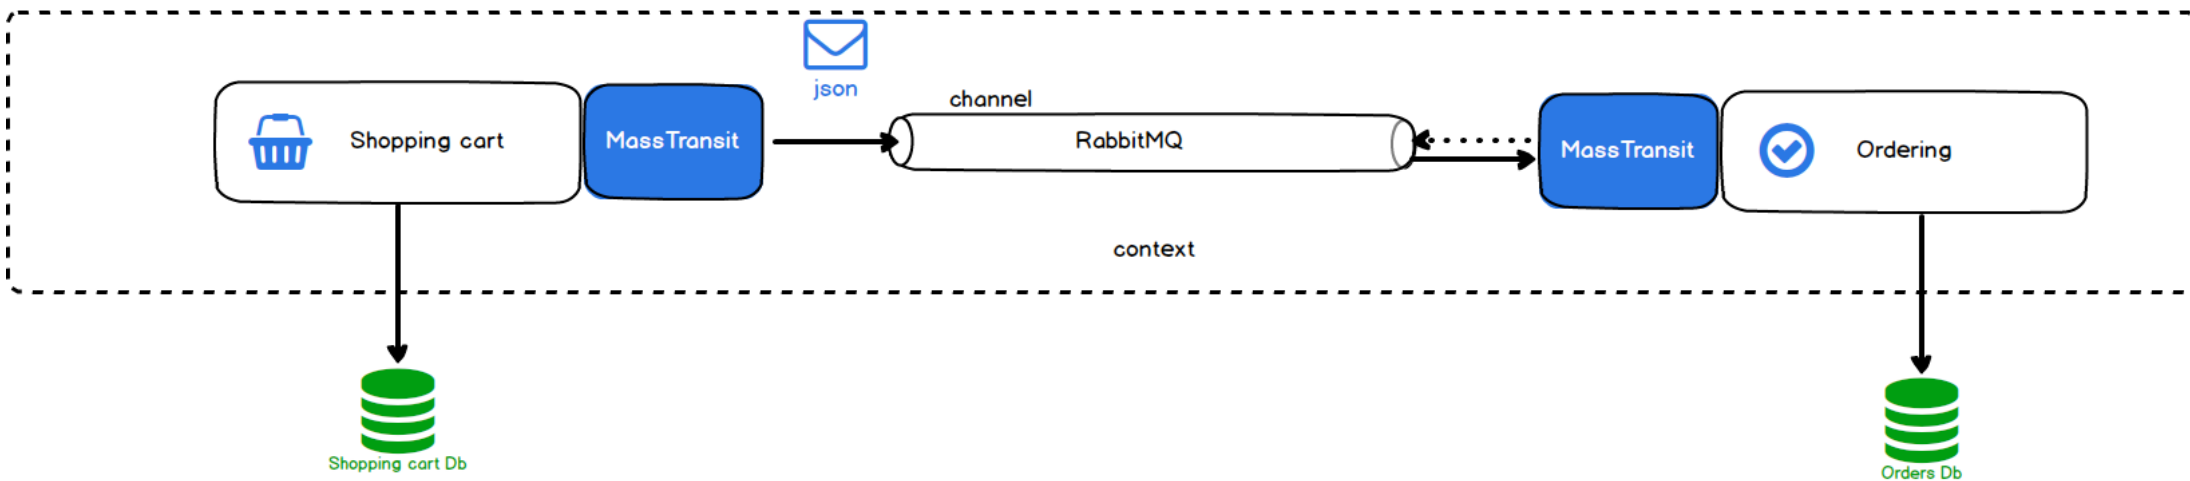 json
channel
Shopping cart
MassTransit
RabbitMQ
MassTransit
Ordering
context
Shopping cart Db
Orders Db